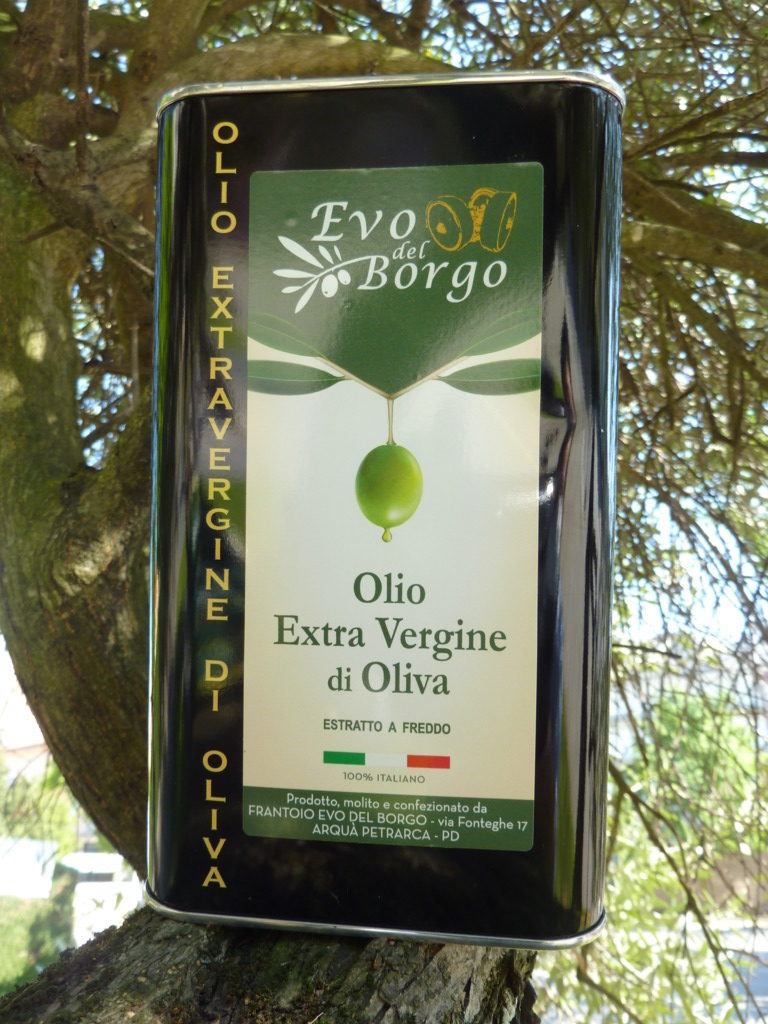 OLIO EXTRAVERGINE DI OLIVA
Evo
del
Borgo
Olio
Extra Vergine
di Oliva
ESTRATTO A FREDDO
100% ITALIANO
Prodotto, molito e confezionato da
FRANTOIO EVO DEL BORGO - via Fonteghe 17
ARQUÀ PETRARCA - PD